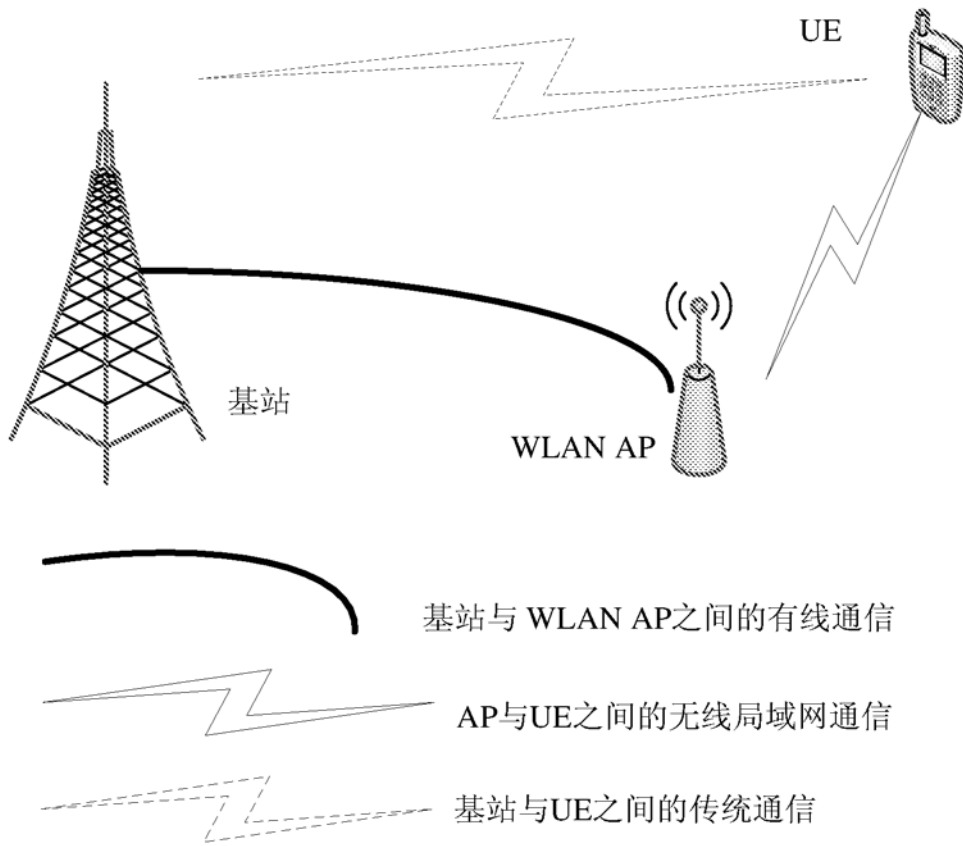 UE
基站
WLAN AP
基站与 WLAN AP之间的有线通信
AP与UE之间的无线局域网通信
基站与UE之间的传统通信